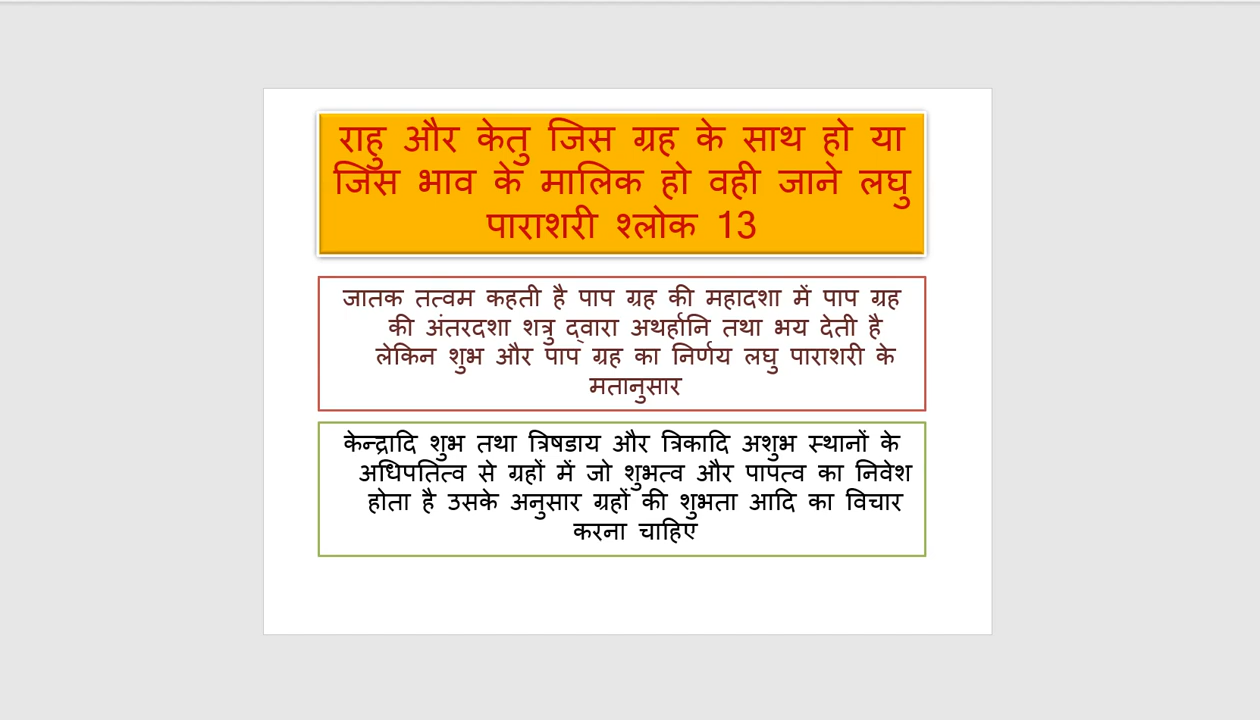 राहु और केतु जिस ग्रह के साथ हो या
जिस भाव के मालिक हो वही जाने लघु
पाराशरी श्लोक 13
जातक तत्वम कहती है पाप ग्रह की महादशा में पाप ग्रह
की अंतरदशा शत्रु द्वारा अथर्हानि तथा भय देती है
लेकिन शुभ और पाप ग्रह का निर्णय लघु पाराशरी के
मतानुसार
केन्द्रादि शुभ तथा त्रिषडाय और त्रिकादि अशुभ स्थानों के
अधिपतित्व से ग्रहों में जो शुभत्व और पापत्व का निवेश
होता है उसके अनुसार ग्रहों की शुभता आदि का विचार
करना चाहिए